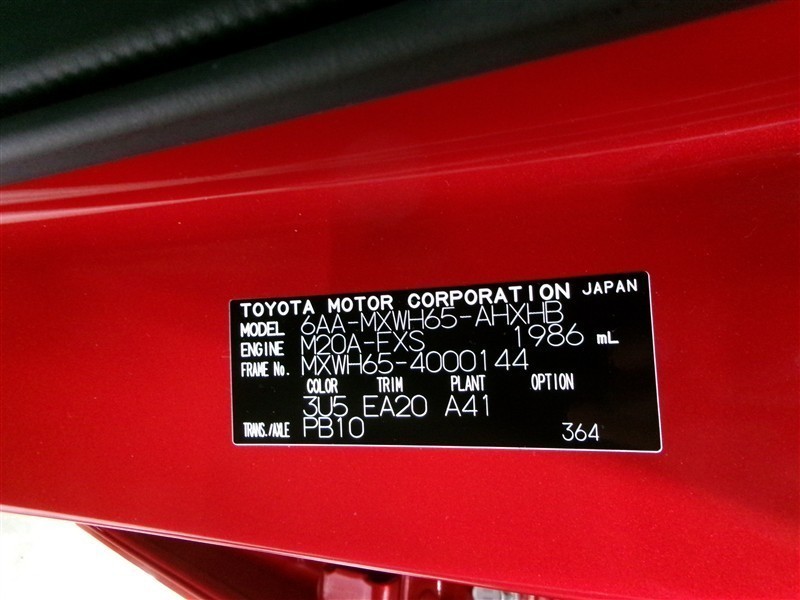 TOYOTA MOTOR CORPORATION JAPAN
MODEL 6AA-MXWH65-AHXHB
ENGINE M20A-FXS 1986 mL
FRAME No. MXWH65-4000144
COLOR TRIM PLANT OPTION
3U5 EA20 A41
TRANS./AXLE PB10 364